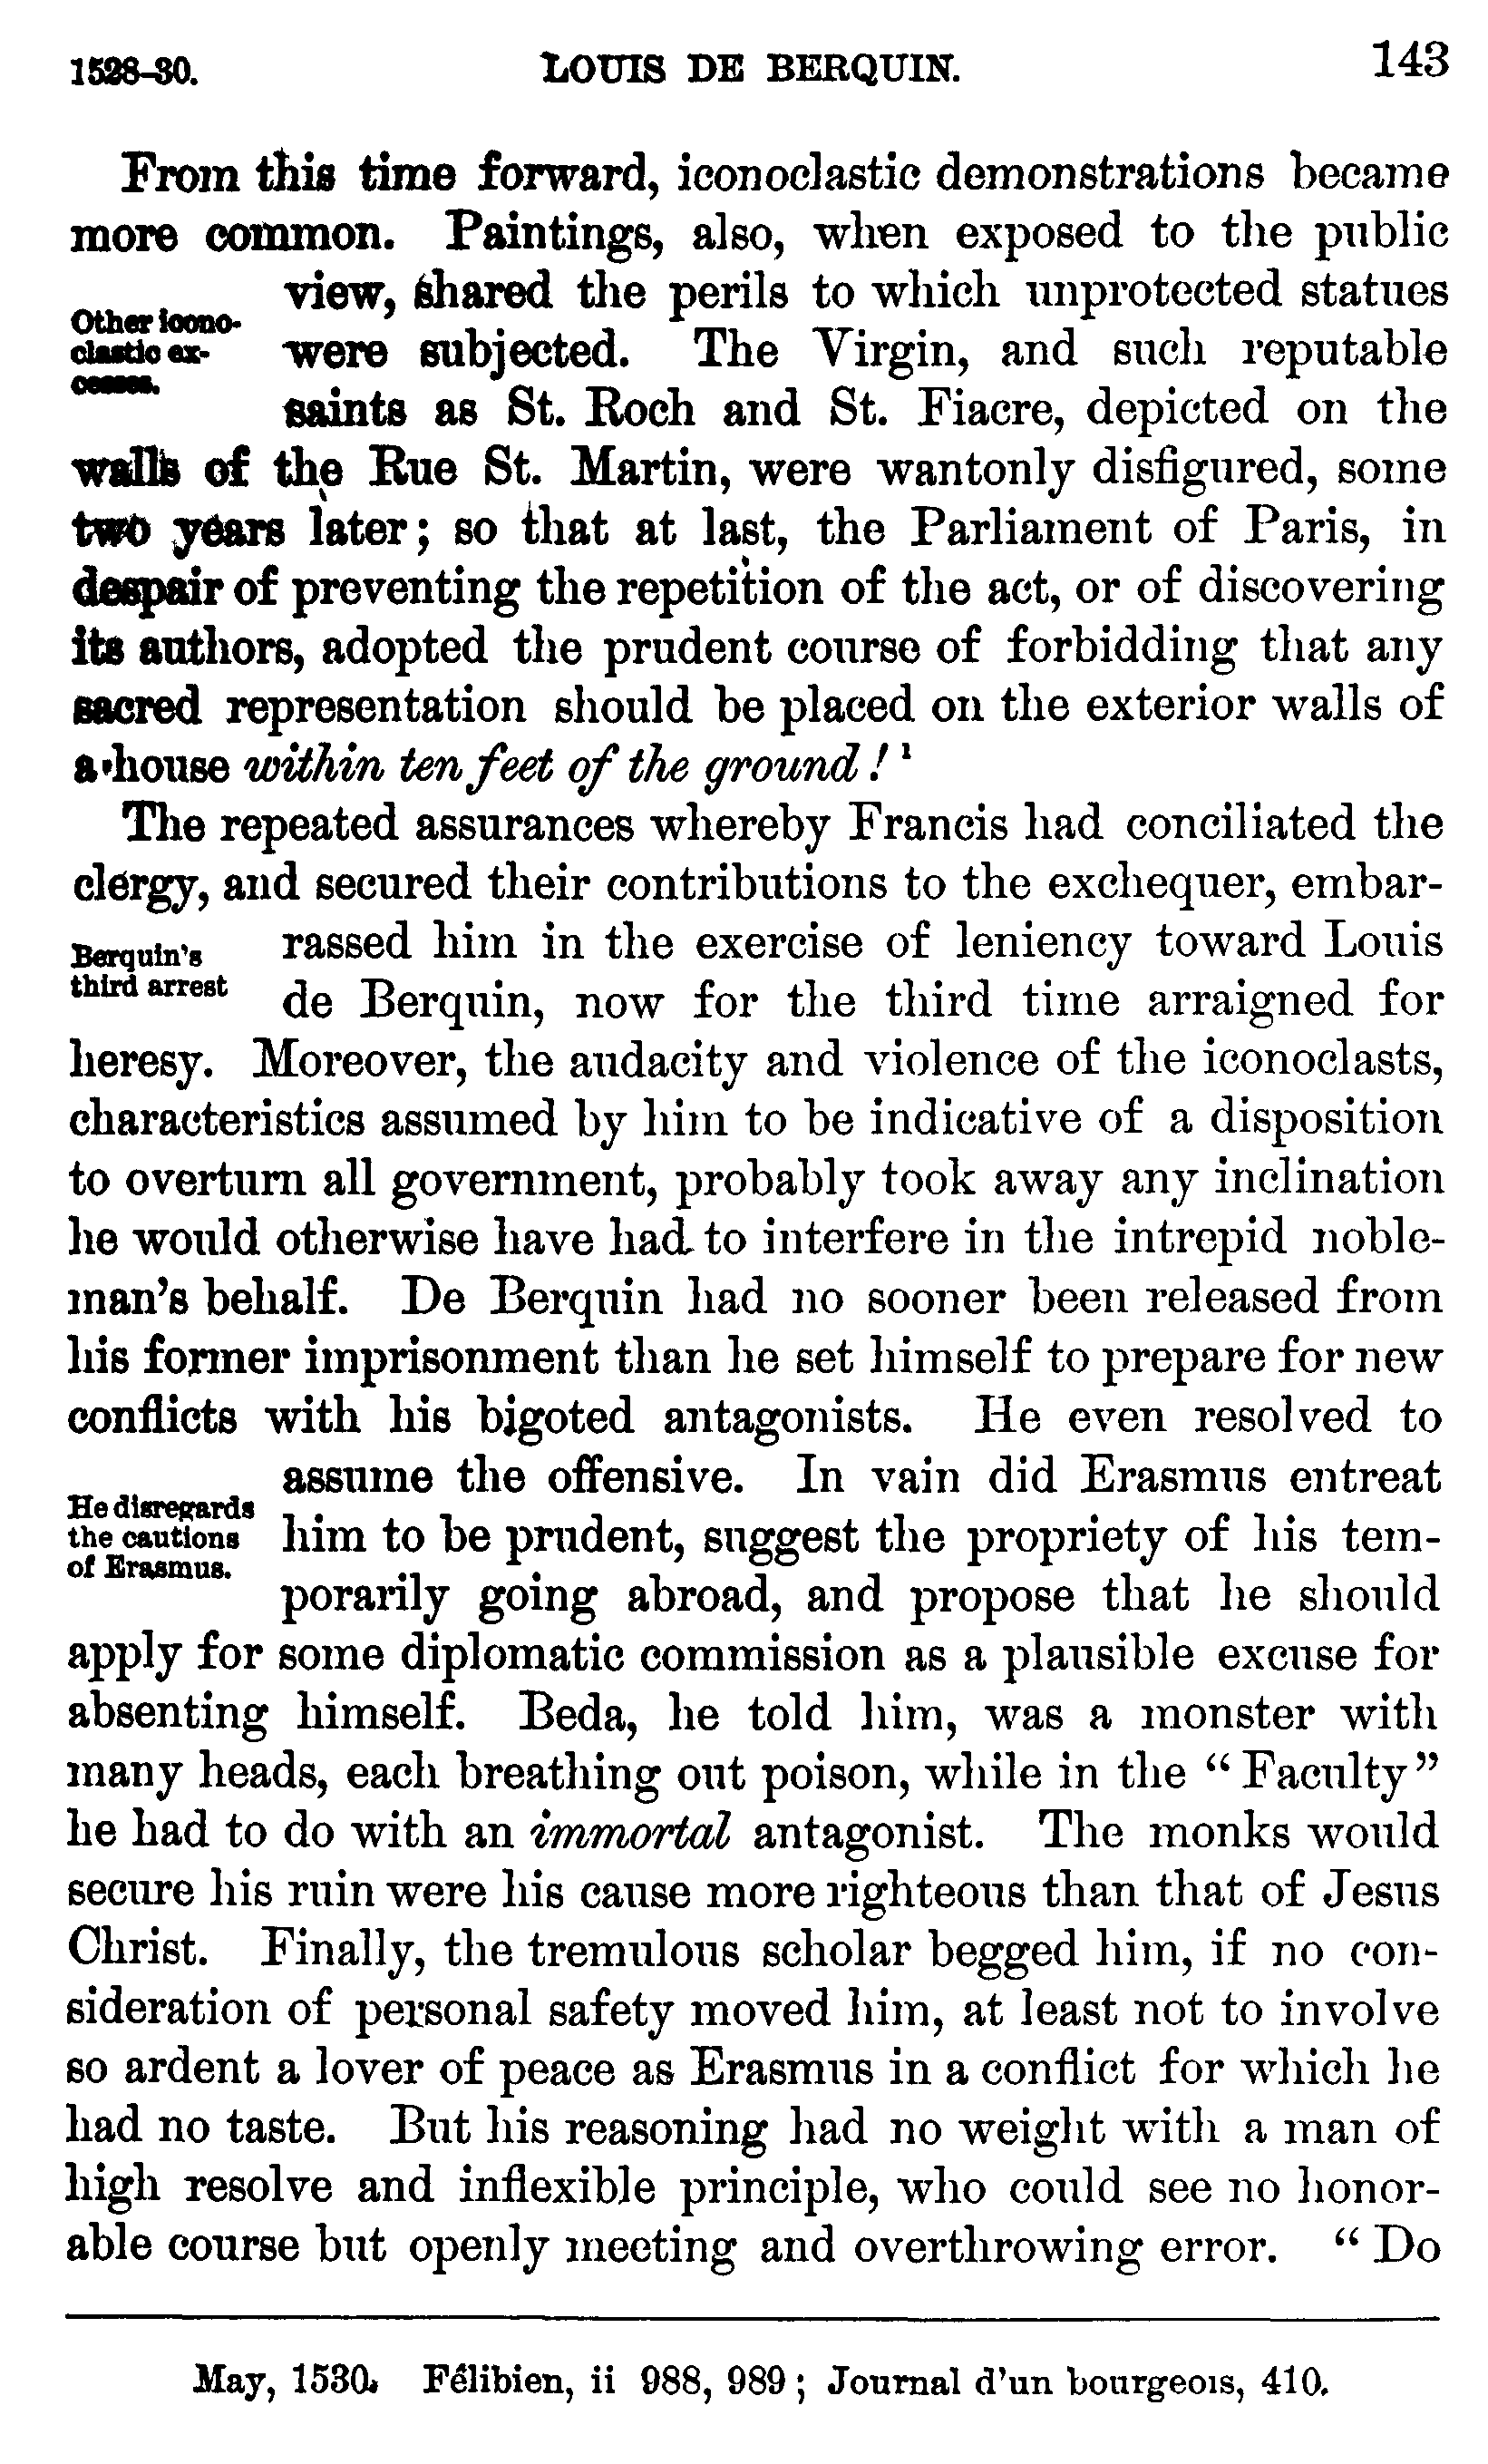 1528–30. LOUIS DE BERQUIN. 143
From this time forward, iconoclastic demonstrations became
more common. Paintings, also, when exposed to the public
Other icono-
clastic ex-
cesses.
view, shared the perils to which unprotected statues
were subjected. The Virgin, and such reputable
saints as St. Roch and St. Fiacre, depicted on the
walls of the Rue St. Martin, were wantonly disfigured, some
two years later; so that at last, the Parliament of Paris, in
despair of preventing the repetition of the act, or of discovering
its authors, adopted the prudent course of forbidding that any
sacred representation should be placed on the exterior walls of
a house within ten feet of the ground!¹
The repeated assurances whereby Francis had conciliated the
clergy, and secured their contributions to the exchequer, embar-
Berquin's
third arrest
rassed him in the exercise of leniency toward Louis
de Berquin, now for the third time arraigned for
heresy. Moreover, the audacity and violence of the iconoclasts,
characteristics assumed by him to be indicative of a disposition
to overturn all government, probably took away any inclination
he would otherwise have had to interfere in the intrepid noble-
man's behalf. De Berquin had no sooner been released from
his former imprisonment than he set himself to prepare for new
conflicts with his bigoted antagonists. He even resolved to
He disregards
the cautions
of Erasmus.
assume the offensive. In vain did Erasmus entreat
him to be prudent, suggest the propriety of his tem-
porarily going abroad, and propose that he should
apply for some diplomatic commission as a plausible excuse for
absenting himself. Beda, he told him, was a monster with
many heads, each breathing out poison, while in the "Faculty"
he had to do with an immortal antagonist. The monks would
secure his ruin were his cause more righteous than that of Jesus
Christ. Finally, the tremulous scholar begged him, if no con-
sideration of personal safety moved him, at least not to involve
so ardent a lover of peace as Erasmus in a conflict for which he
had no taste. But his reasoning had no weight with a man of
high resolve and inflexible principle, who could see no honor-
able course but openly meeting and overthrowing error. "Do
May, 1530. Félibien, ii 988, 989; Journal d'un bourgeois, 410.